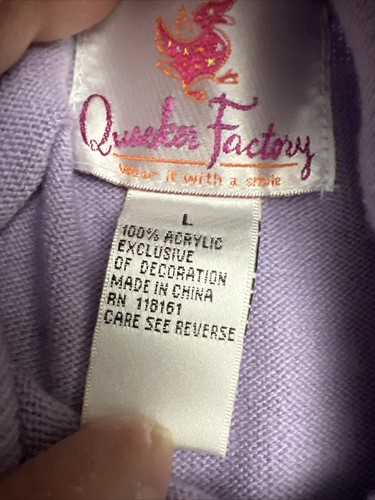 Quacker Factory
wear it with a smile
L
100% ACRYLIC
EXCLUSIVE
OF DECORATION
MADE IN CHINA
RN 118161
CARE SEE REVERSE